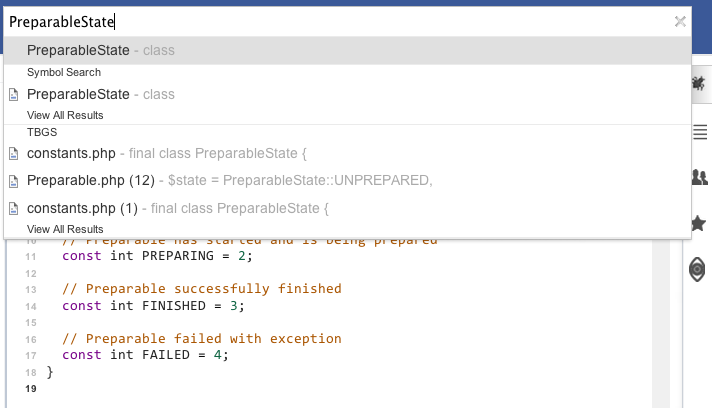 PreparableState
PreparableState - class
Symbol Search
PreparableState - class
View All Results
TBGS
constants.php - final class PreparableState {
Preparable.php (12) - $state = PreparableState::UNPREPARED,
constants.php (1) - final class PreparableState {
View All Results
10 // Preparable has started and is being prepared
11 const int PREPARING = 2;
12
13 // Preparable successfully finished
14 const int FINISHED = 3;
15
16 // Preparable failed with exception
17 const int FAILED = 4;
18 }
19